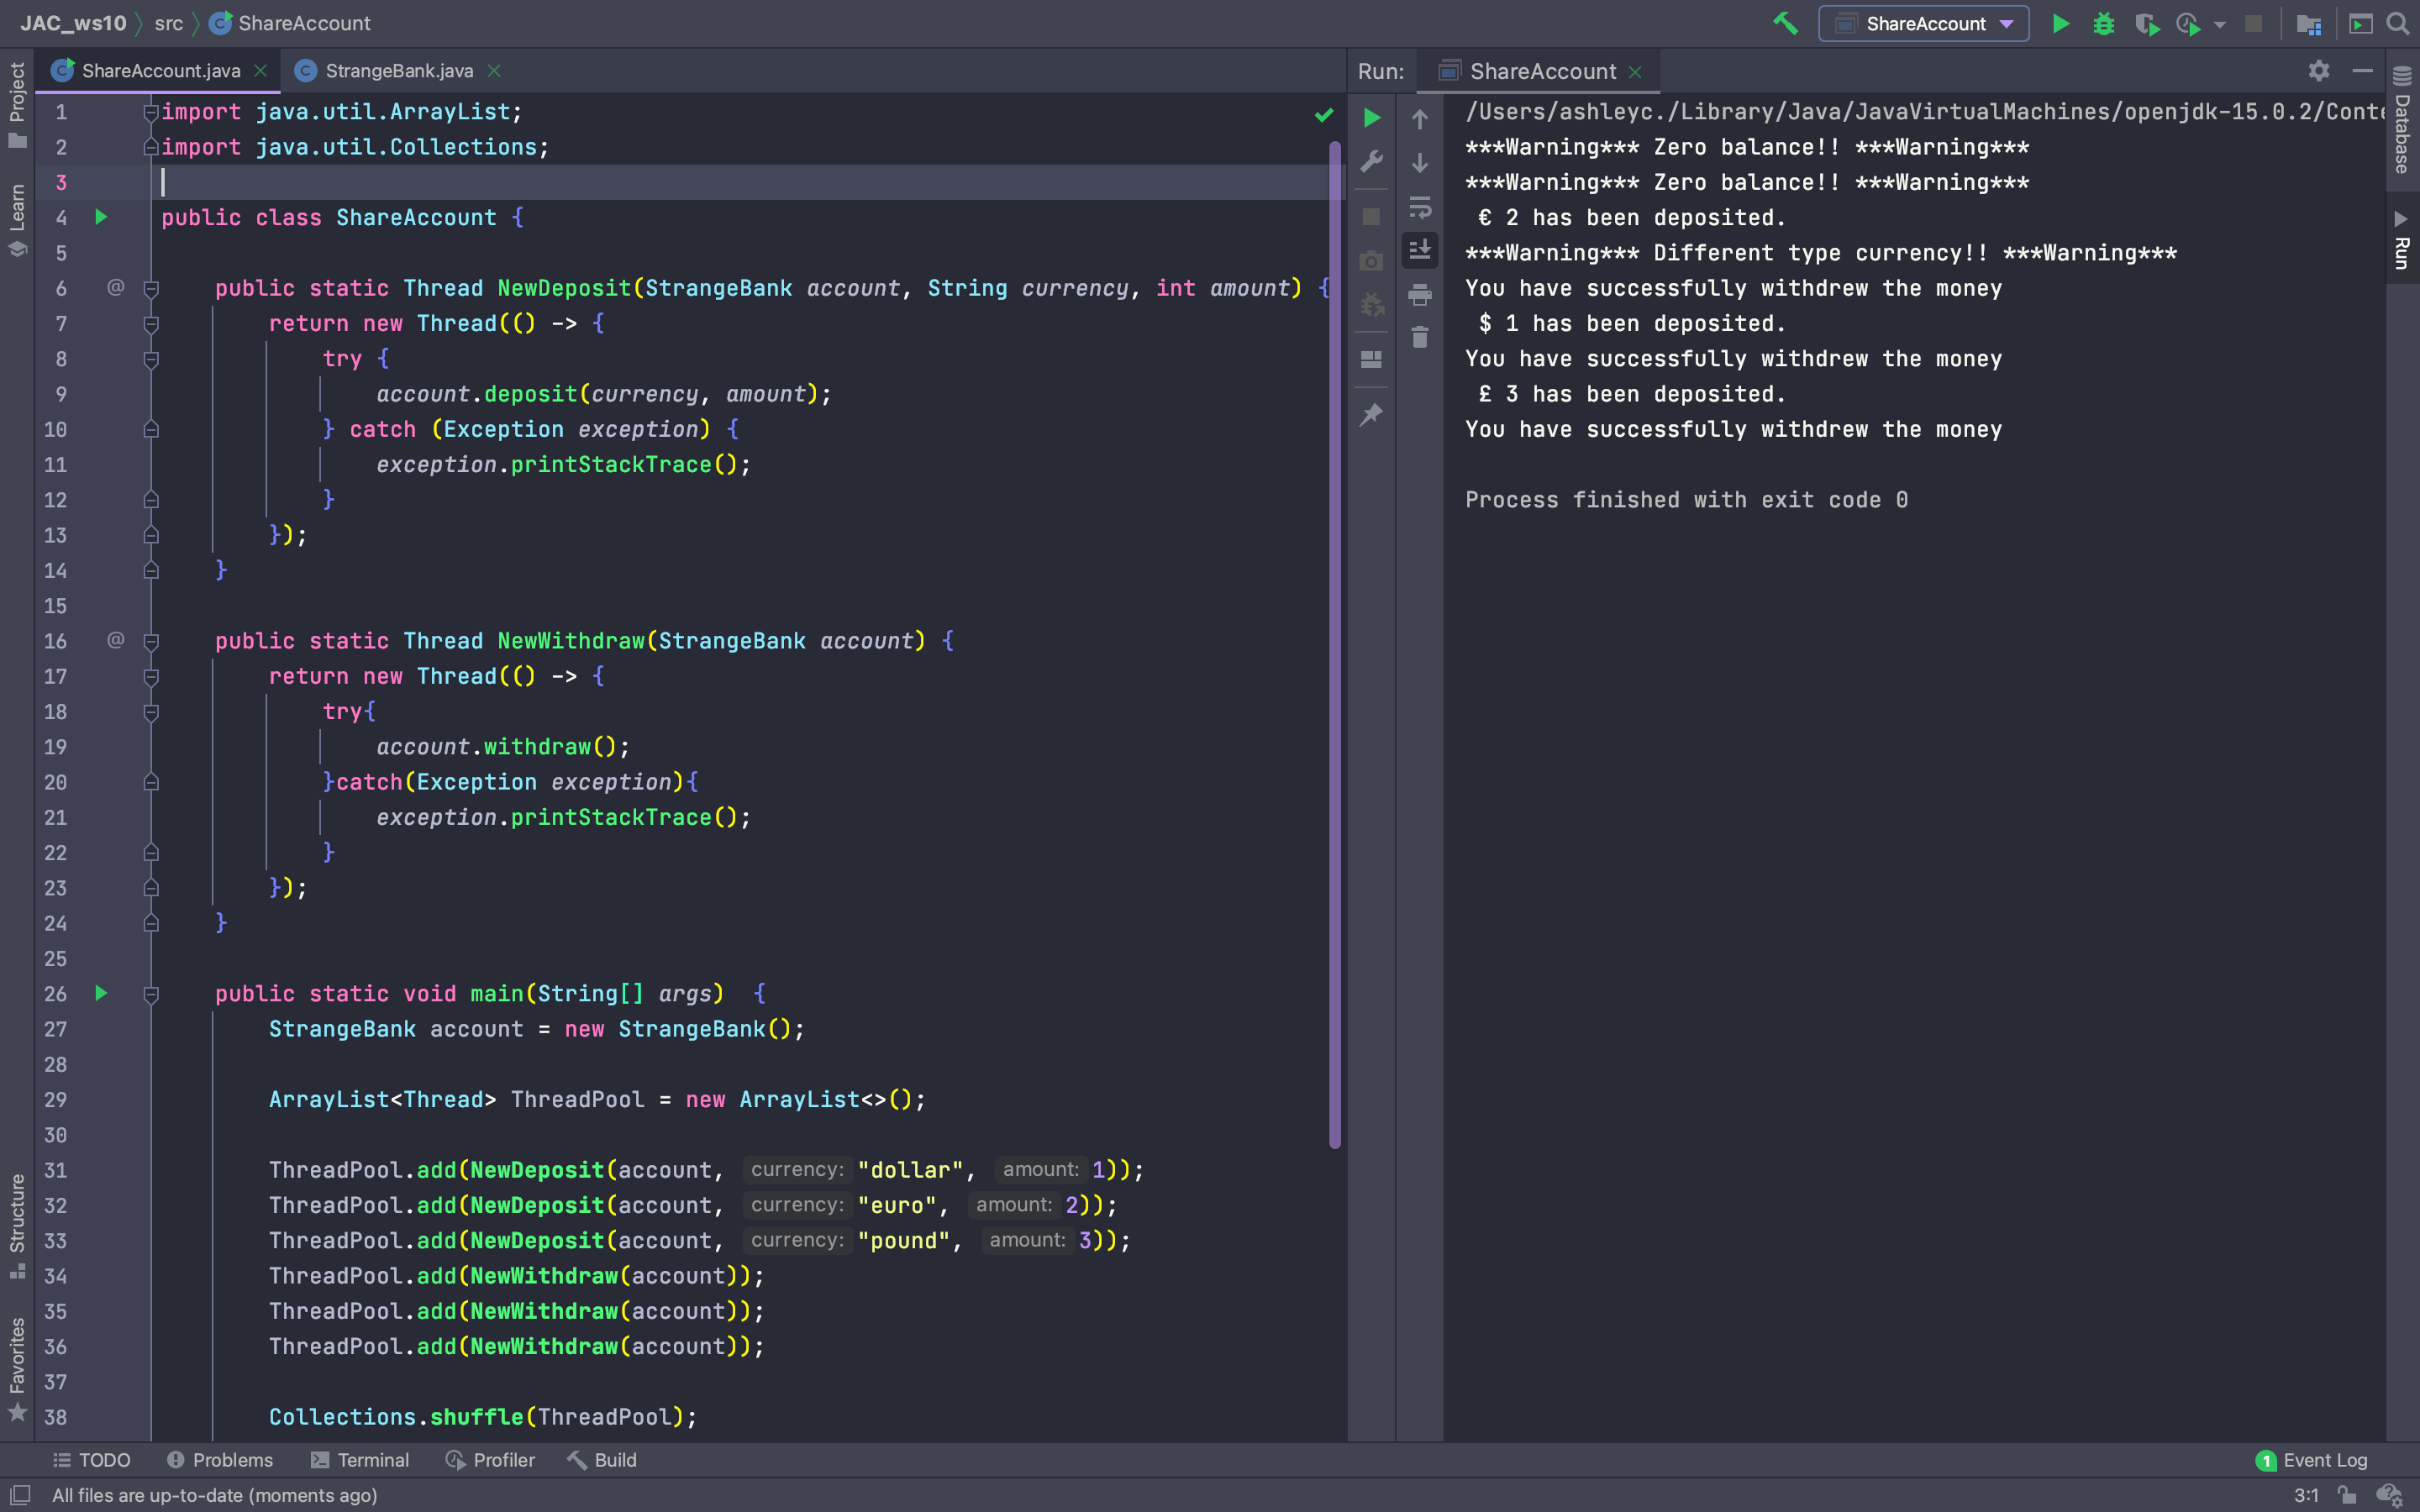 JAC_ws10 src ShareAccount
ShareAccount
ShareAccount.java StrangeBank.java
Run: ShareAccount
Project
Learn
Structure
Favorites
Database
Run
1 import java.util.ArrayList;
2 import java.util.Collections;
3
4 public class ShareAccount {
5
6 @ public static Thread NewDeposit(StrangeBank account, String currency, int amount) {
7 return new Thread(() -> {
8 try {
9 account.deposit(currency, amount);
10 } catch (Exception exception) {
11 exception.printStackTrace();
12 }
13 });
14 }
15
16 @ public static Thread NewWithdraw(StrangeBank account) {
17 return new Thread(() -> {
18 try{
19 account.withdraw();
20 }catch(Exception exception){
21 exception.printStackTrace();
22 }
23 });
24 }
25
26 public static void main(String[] args)  {
27 StrangeBank account = new StrangeBank();
28
29 ArrayList<Thread> ThreadPool = new ArrayList<>();
30
31 ThreadPool.add(NewDeposit(account, currency: "dollar", amount: 1));
32 ThreadPool.add(NewDeposit(account, currency: "euro", amount: 2));
33 ThreadPool.add(NewDeposit(account, currency: "pound", amount: 3));
34 ThreadPool.add(NewWithdraw(account));
35 ThreadPool.add(NewWithdraw(account));
36 ThreadPool.add(NewWithdraw(account));
37
38 Collections.shuffle(ThreadPool);
/Users/ashleyc./Library/Java/JavaVirtualMachines/openjdk-15.0.2/Conte
***Warning*** Zero balance!! ***Warning***
***Warning*** Zero balance!! ***Warning***
€ 2 has been deposited.
***Warning*** Different type currency!! ***Warning***
You have successfully withdrew the money
$ 1 has been deposited.
You have successfully withdrew the money
£ 3 has been deposited.
You have successfully withdrew the money

Process finished with exit code 0
TODO Problems Terminal Profiler Build 1 Event Log
All files are up-to-date (moments ago) 3:1